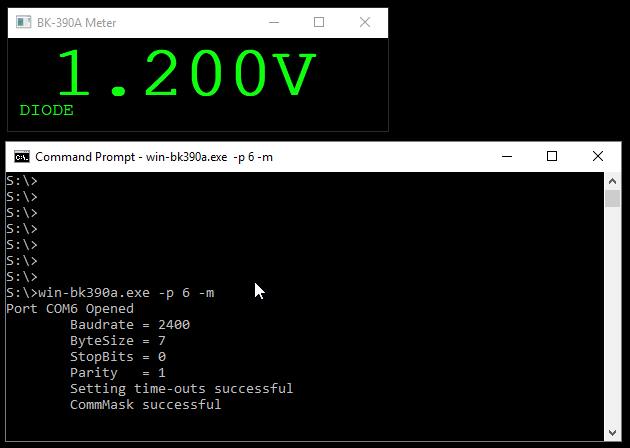 BK-390A Meter
1.200V
DIODE
Command Prompt - win-bk390a.exe -p 6 -m
S:\>
S:\>
S:\>
S:\>
S:\>
S:\>
S:\>
S:\>win-bk390a.exe -p 6 -m
Port COM6 Opened
        Baudrate = 2400
        ByteSize = 7
        StopBits = 0
        Parity   = 1
        Setting time-outs successful
        CommMask successful